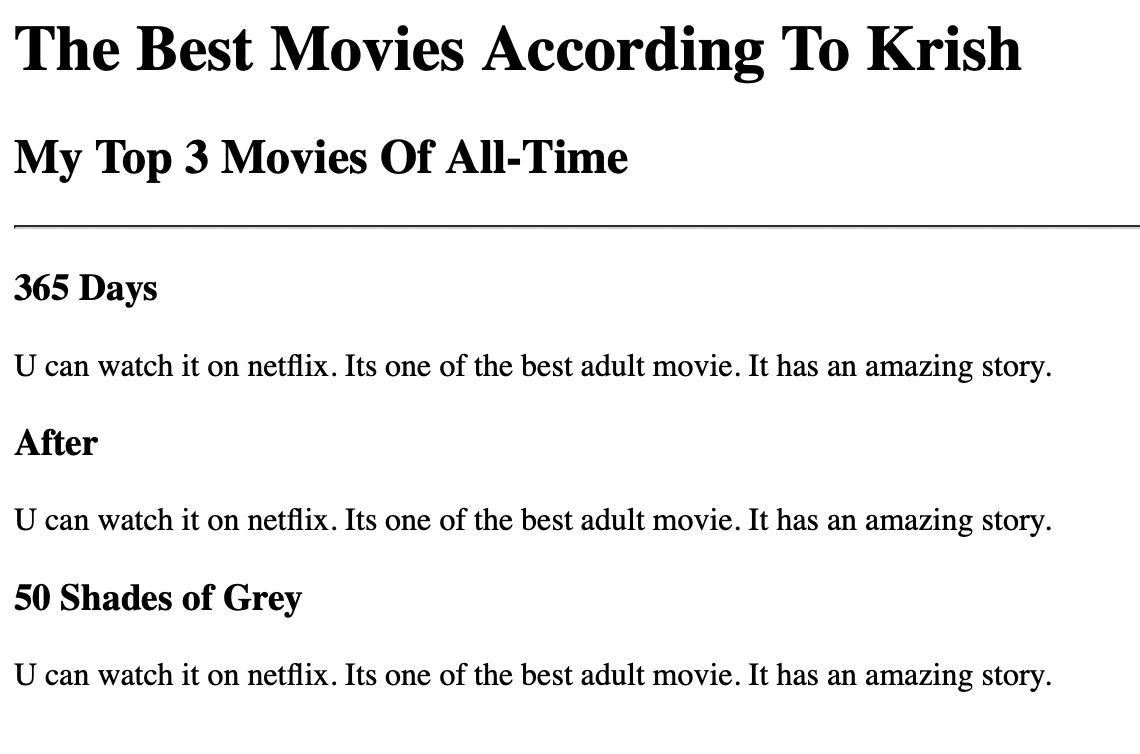 The Best Movies According To Krish
My Top 3 Movies Of All-Time
365 Days
U can watch it on netflix. Its one of the best adult movie. It has an amazing story.
After
U can watch it on netflix. Its one of the best adult movie. It has an amazing story.
50 Shades of Grey
U can watch it on netflix. Its one of the best adult movie. It has an amazing story.